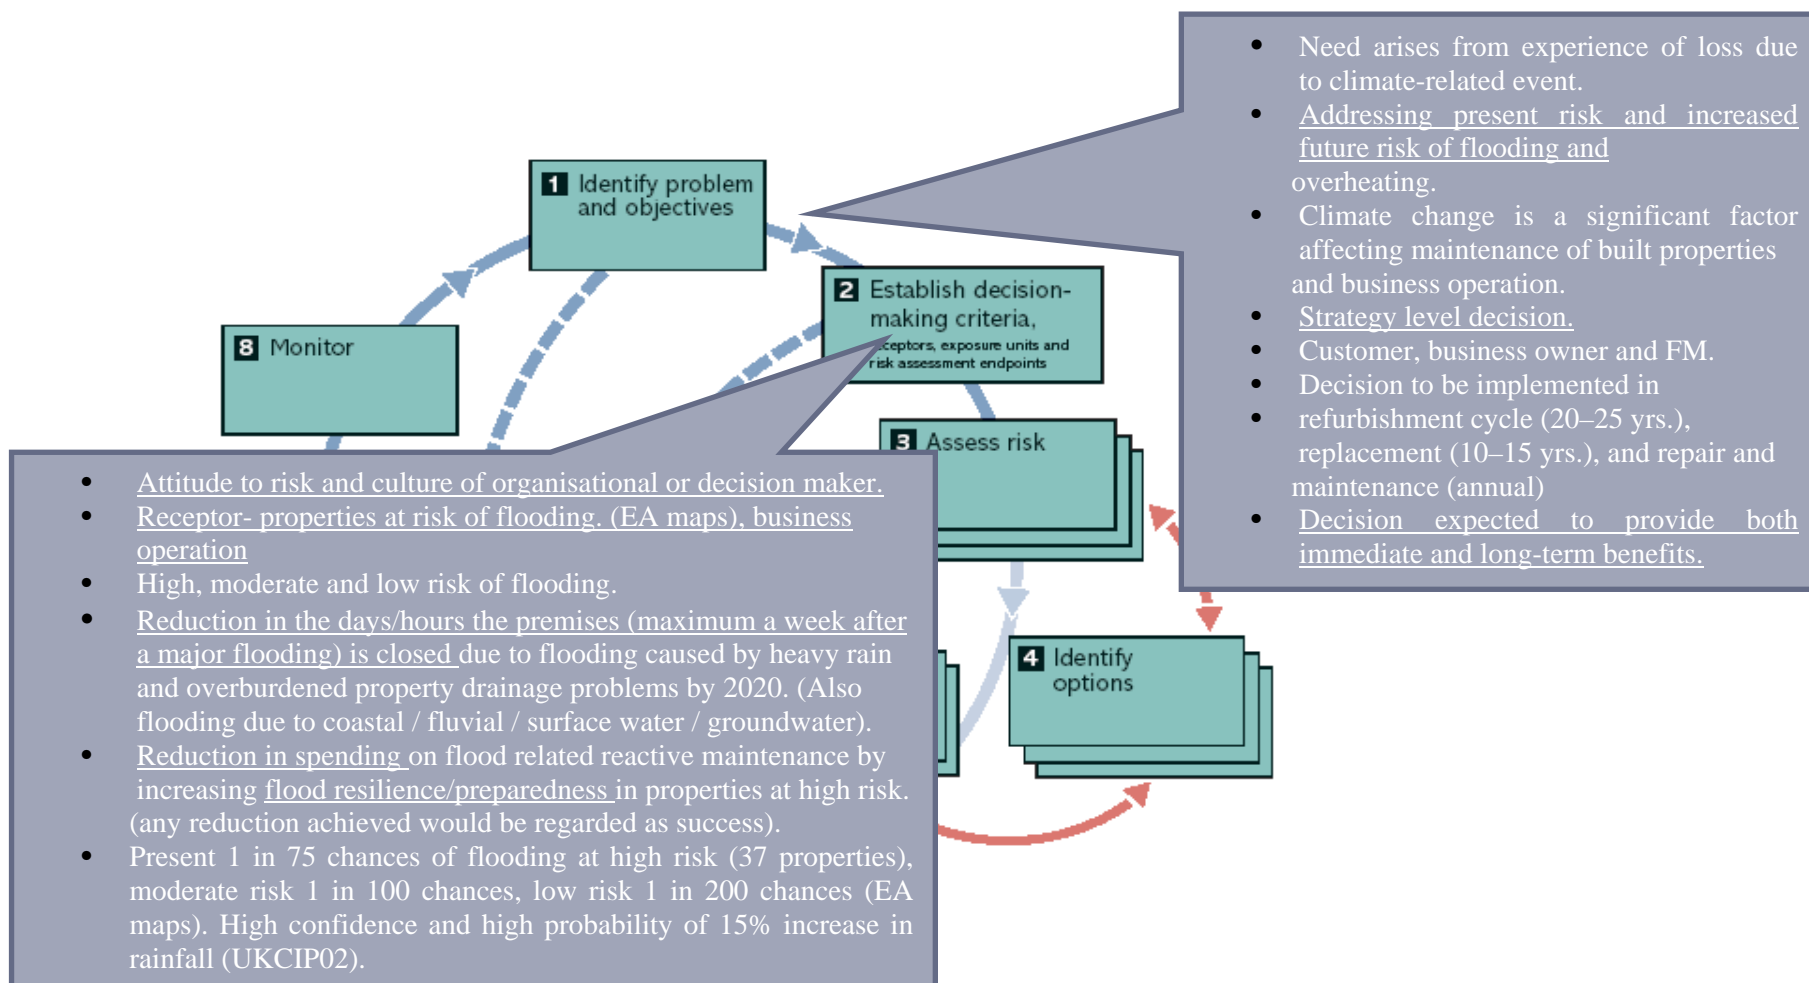 1 Identify problem
and objectives
2 Establish decision-
making criteria,
exposure units and
risk assessment endpoints
3 Assess risk
4 Identify
options
8 Monitor
• Need arises from experience of loss due
to climate-related event.
• Addressing present risk and increased
future risk of flooding and
overheating.
• Climate change is a significant factor
affecting maintenance of built properties
and business operation.
• Strategy level decision.
• Customer, business owner and FM.
• Decision to be implemented in
• refurbishment cycle (20–25 yrs.),
replacement (10–15 yrs.), and repair and
maintenance (annual)
• Decision expected to provide both
immediate and long-term benefits.
• Attitude to risk and culture of organisational or decision maker.
• Receptor- properties at risk of flooding. (EA maps), business
operation
• High, moderate and low risk of flooding.
• Reduction in the days/hours the premises (maximum a week after
a major flooding) is closed due to flooding caused by heavy rain
and overburdened property drainage problems by 2020. (Also
flooding due to coastal / fluvial / surface water / groundwater).
• Reduction in spending on flood related reactive maintenance by
increasing flood resilience/preparedness in properties at high risk.
(any reduction achieved would be regarded as success).
• Present 1 in 75 chances of flooding at high risk (37 properties),
moderate risk 1 in 100 chances, low risk 1 in 200 chances (EA
maps). High confidence and high probability of 15% increase in
rainfall (UKCIP02).